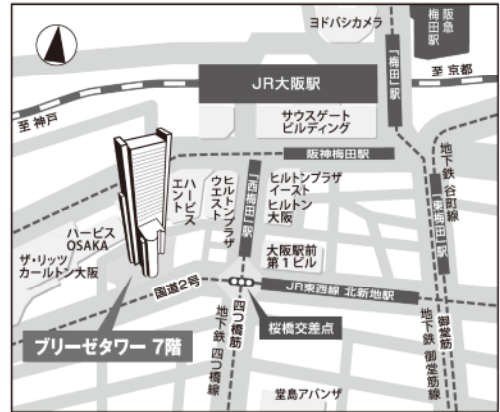 ヨドバシカメラ
阪急
梅田駅
「梅田」駅
JR大阪駅
至 京都
至 神戸
サウスゲート
ビルディング
阪神梅田駅
地下鉄 谷町線
「東梅田」駅
「西梅田」駅
ハービス
エント
ヒルトンプラザ
ウエスト
ヒルトンプラザ
イースト
ヒルトン
大阪
ハービス
OSAKA
ザ・リッツ
カールトン大阪
大阪駅前
第1ビル
国道2号
JR東西線 北新地駅
ブリーゼタワー 7階
桜橋交差点
四つ橋筋
地下鉄 四つ橋線
御堂筋
地下鉄 御堂筋線
堂島アバンザ